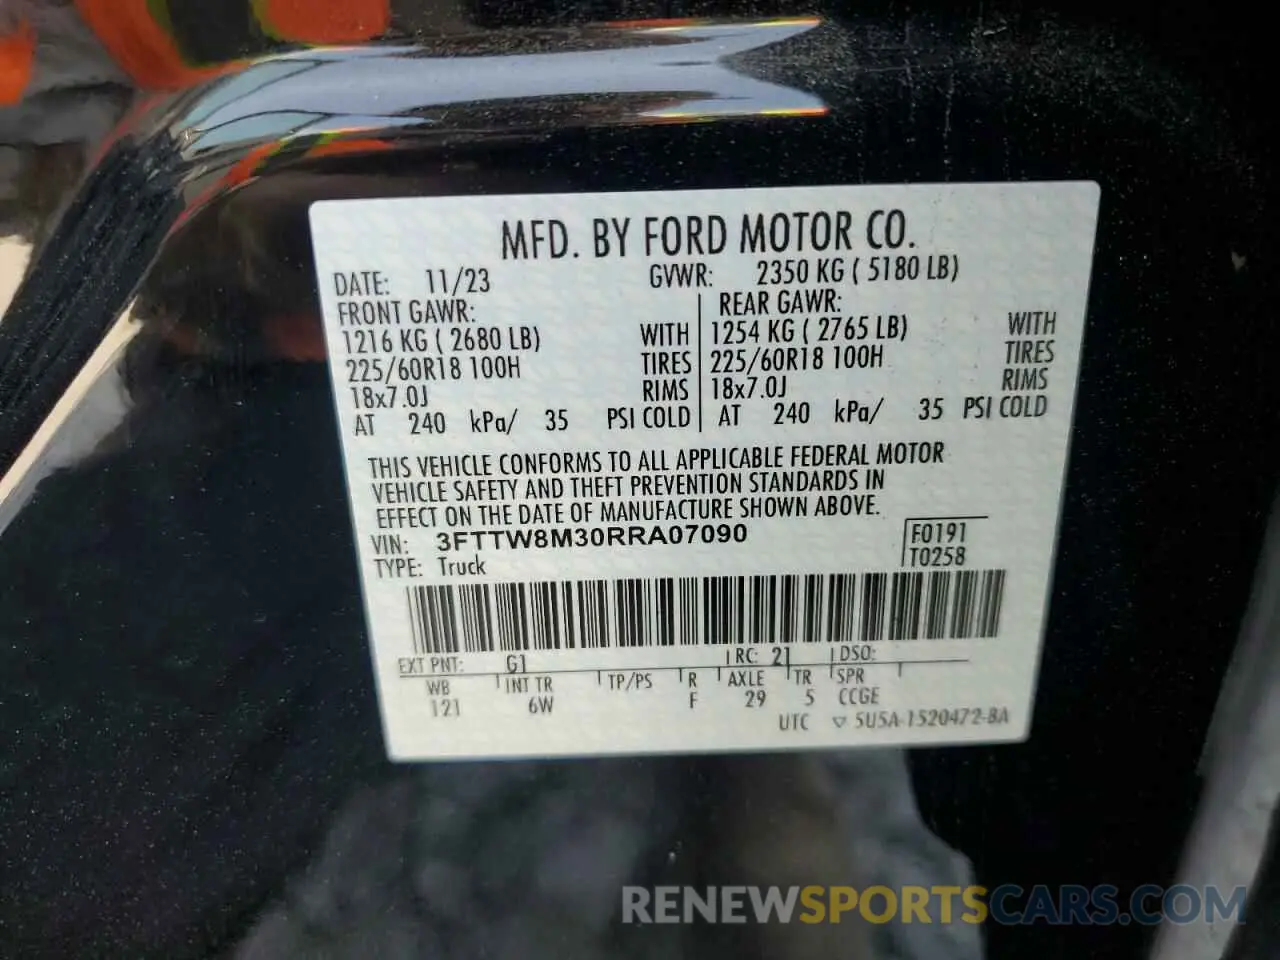 MFD. BY FORD MOTOR CO.
DATE: 11/23 GVWR: 2350 KG ( 5180 LB)
FRONT GAWR: REAR GAWR:
1216 KG ( 2680 LB) WITH 1254 KG ( 2765 LB) WITH
225/60R18 100H TIRES 225/60R18 100H TIRES
18x7.0J RIMS 18x7.0J RIMS
AT 240 kPa/ 35 PSI COLD AT 240 kPa/ 35 PSI COLD
THIS VEHICLE CONFORMS TO ALL APPLICABLE FEDERAL MOTOR
VEHICLE SAFETY AND THEFT PREVENTION STANDARDS IN
EFFECT ON THE DATE OF MANUFACTURE SHOWN ABOVE.
VIN: 3FTTW8M30RRA07090 F0191
TYPE: Truck T0258
EXT PNT: G1 RC: 21 DSO:
WB INT TR TP/PS R AXLE TR SPR
121 6W F 29 5 CCGE
UTC ▽ 5U5A-1520472-BA
RENEWSPORTSCARS.COM